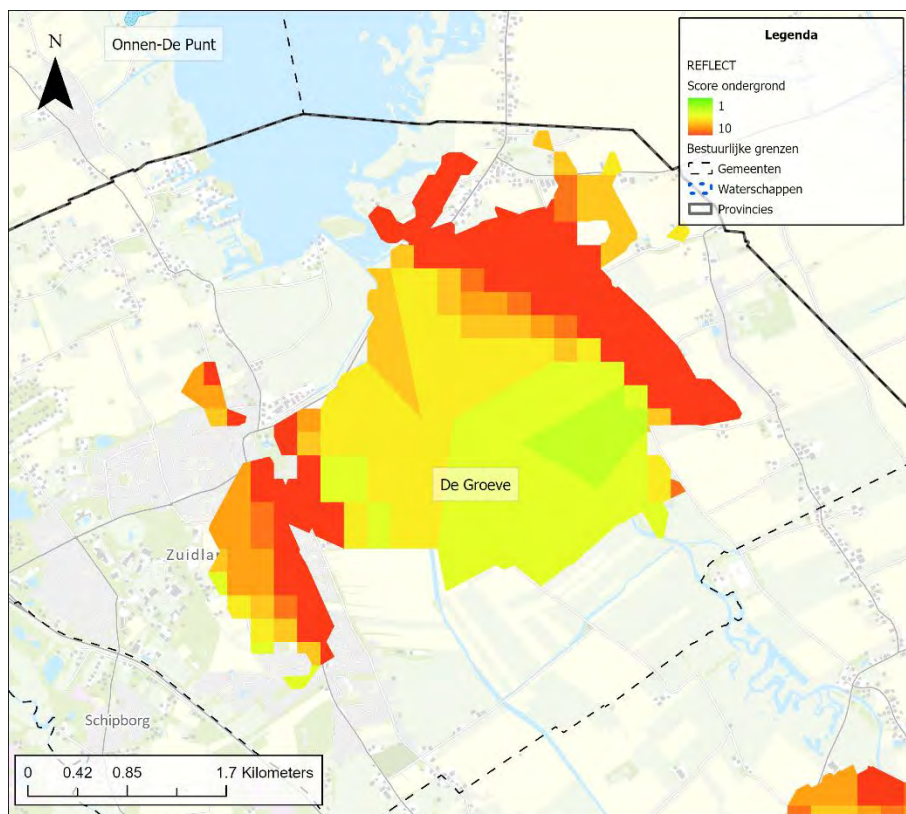 Onnen-De Punt
N
Legenda
REFLECT
Score ondergrond
1
10
Bestuurlijke grenzen
Gemeenten
Waterschappen
Provincies
De Groeve
Zuidlar
Schipborg
0 0.42 0.85 1.7 Kilometers